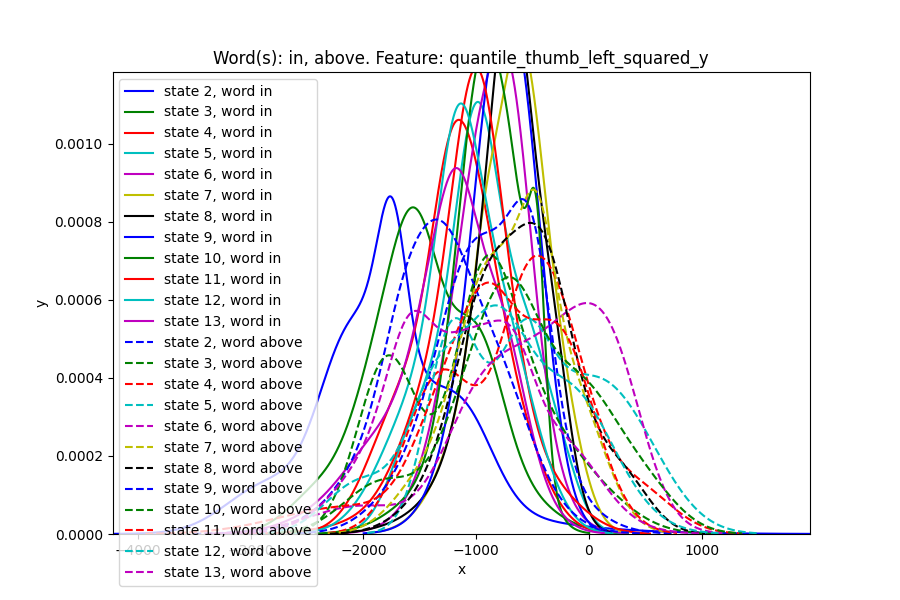 Word(s): in, above. Feature: quantile_thumb_left_squared_y
y
0.0010
0.0008
0.0006
0.0004
0.0002
0.0000
state 2, word in
state 3, word in
state 4, word in
state 5, word in
state 6, word in
state 7, word in
state 8, word in
state 9, word in
state 10, word in
state 11, word in
state 12, word in
state 13, word in
state 2, word above
state 3, word above
state 4, word above
state 5, word above
state 6, word above
state 7, word above
state 8, word above
state 9, word above
state 10, word above
state 11, word above
state 12, word above
state 13, word above
−4000 −2000 −1000 0 1000
x